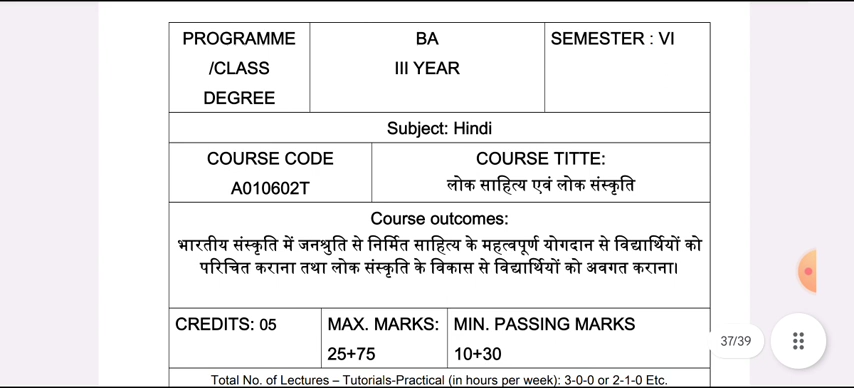 PROGRAMME
/CLASS
DEGREE
BA
III YEAR
SEMESTER : VI
Subject: Hindi
COURSE CODE
A010602T
COURSE TITTE:
लोक साहित्य एवं लोक संस्कृति
Course outcomes:
भारतीय संस्कृति में जनश्रुति से निर्मित साहित्य के महत्वपूर्ण योगदान से विद्यार्थियों को
परिचित कराना तथा लोक संस्कृति के विकास से विद्यार्थियों को अवगत कराना।
CREDITS: 05
MAX. MARKS:
25+75
MIN. PASSING MARKS
10+30
37/39
Total No. of Lectures – Tutorials-Practical (in hours per week): 3-0-0 or 2-1-0 Etc.